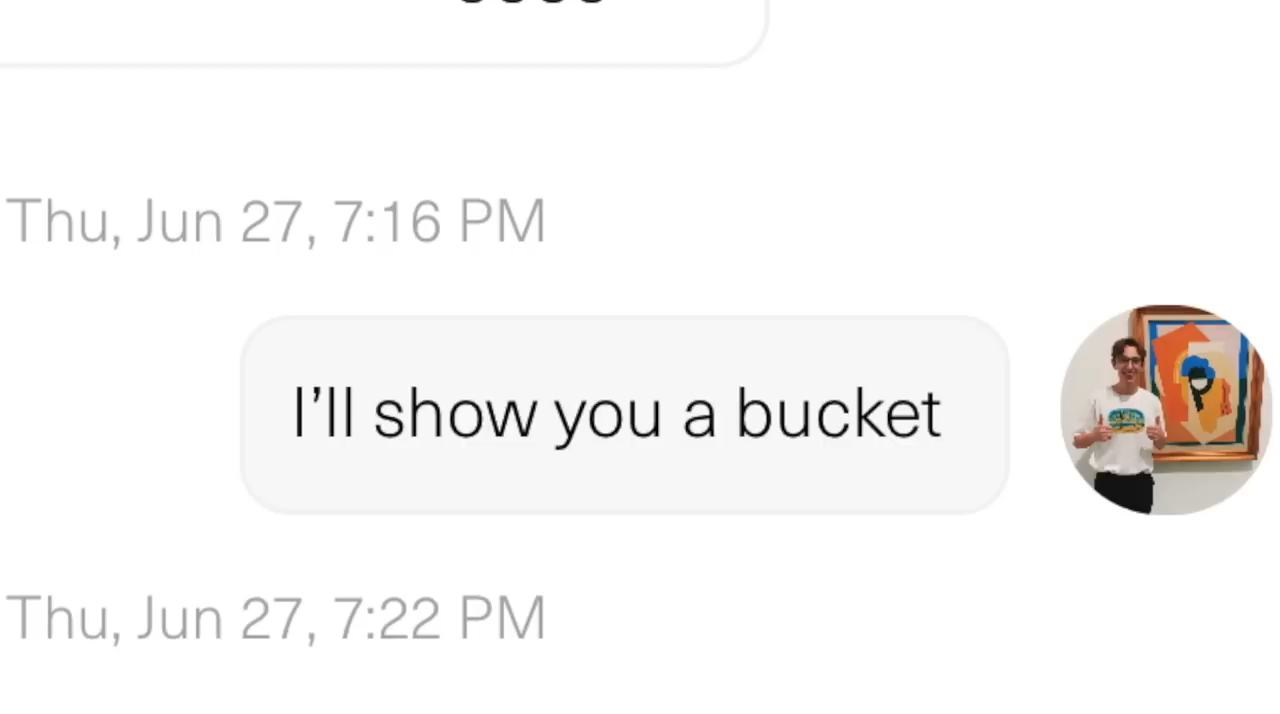 Thu, Jun 27, 7:16 PM
I’ll show you a bucket
Thu, Jun 27, 7:22 PM